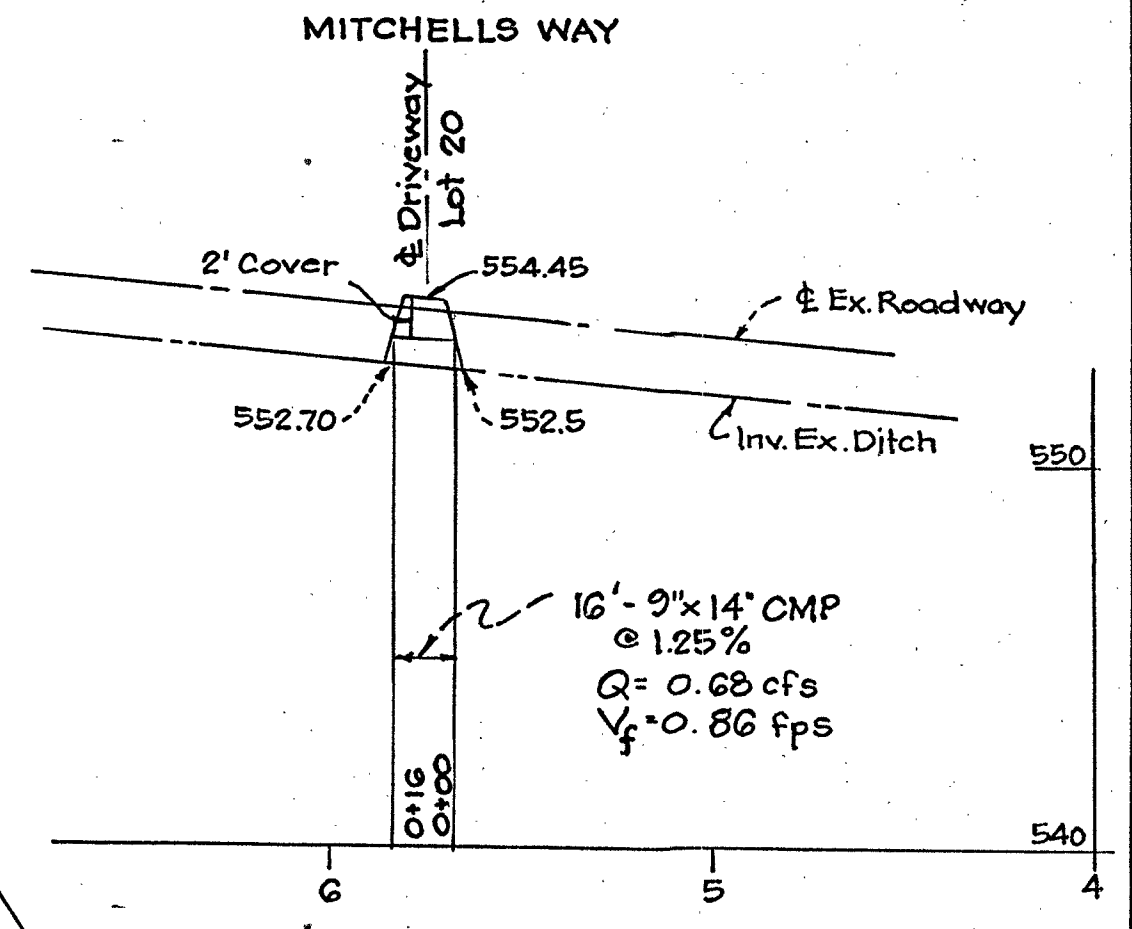 MITCHELLS WAY
℄ Driveway
Lot 20
2' Cover
554.45
℄ Ex. Roadway
552.70
552.5
Inv. Ex. Ditch
550
16' - 9"x 14" CMP
@ 1.25%
Q= 0.68 cfs
Vf=0.86 fps
0+16
0+00
540
6
5
4